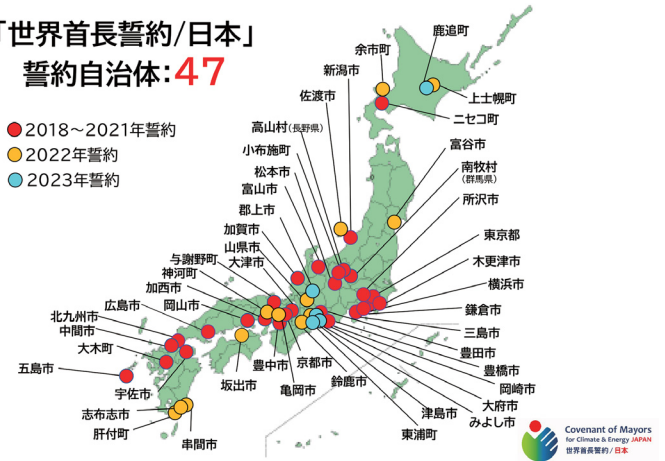 「世界首長誓約/日本」
誓約自治体:47
2018～2021年誓約
2022年誓約
2023年誓約
鹿追町
余市町
新潟市
佐渡市
上士幌町
ニセコ町
高山村(長野県)
小布施町
松本市
富山市
郡上市
加賀市
山県市
大津市
与謝野町
神河町
加西市
岡山市
広島市
北九州市
中間市
大木町
五島市
宇佐市
志布志市
肝付町
串間市
坂出市
豊中市
亀岡市
京都市
鈴鹿市
東浦町
津島市
みよし市
大府市
岡崎市
豊橋市
豊田市
三島市
鎌倉市
横浜市
木更津市
東京都
所沢市
南牧村
(群馬県)
富谷市
Covenant of Mayors
for Climate & Energy JAPAN
世界首長誓約/日本